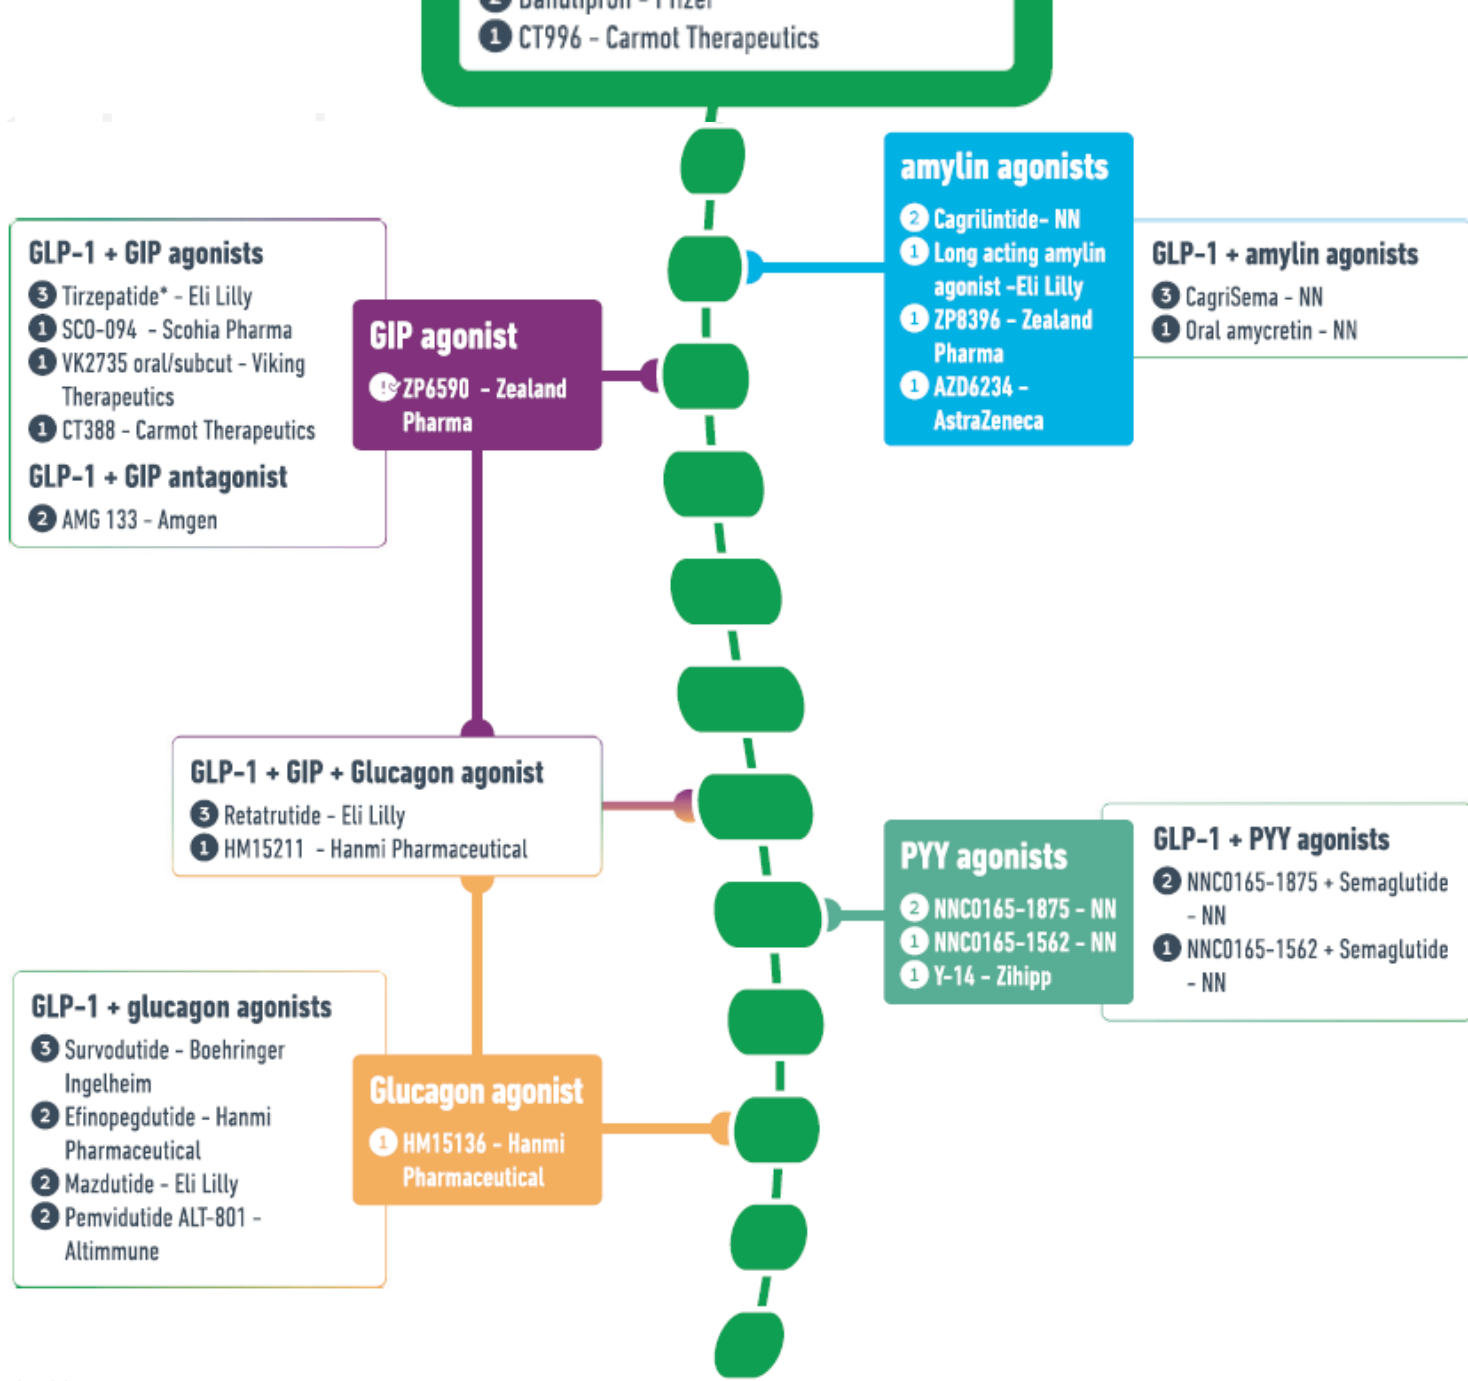 2 Danulipron - Pfizer
1 CT996 - Carmot Therapeutics
amylin agonists
2 Cagrilintide- NN
1 Long acting amylin
agonist -Eli Lilly
1 ZP8396 - Zealand
Pharma
1 AZD6234 -
AstraZeneca
GLP-1 + amylin agonists
3 CagriSema - NN
1 Oral amycretin - NN
GLP-1 + GIP agonists
3 Tirzepatide* - Eli Lilly
1 SCO-094 - Scohia Pharma
1 VK2735 oral/subcut - Viking
Therapeutics
1 CT388 - Carmot Therapeutics
GLP-1 + GIP antagonist
2 AMG 133 - Amgen
GIP agonist
ZP6590 - Zealand
Pharma
GLP-1 + GIP + Glucagon agonist
3 Retatrutide - Eli Lilly
1 HM15211 - Hanmi Pharmaceutical
PYY agonists
2 NNC0165-1875 - NN
1 NNC0165-1562 - NN
1 Y-14 - Zihipp
GLP-1 + PYY agonists
2 NNC0165-1875 + Semaglutide
- NN
1 NNC0165-1562 + Semaglutide
- NN
GLP-1 + glucagon agonists
3 Survodutide - Boehringer
Ingelheim
2 Efinopegdutide - Hanmi
Pharmaceutical
2 Mazdutide - Eli Lilly
2 Pemvidutide ALT-801 -
Altimmune
Glucagon agonist
1 HM15136 - Hanmi
Pharmaceutical